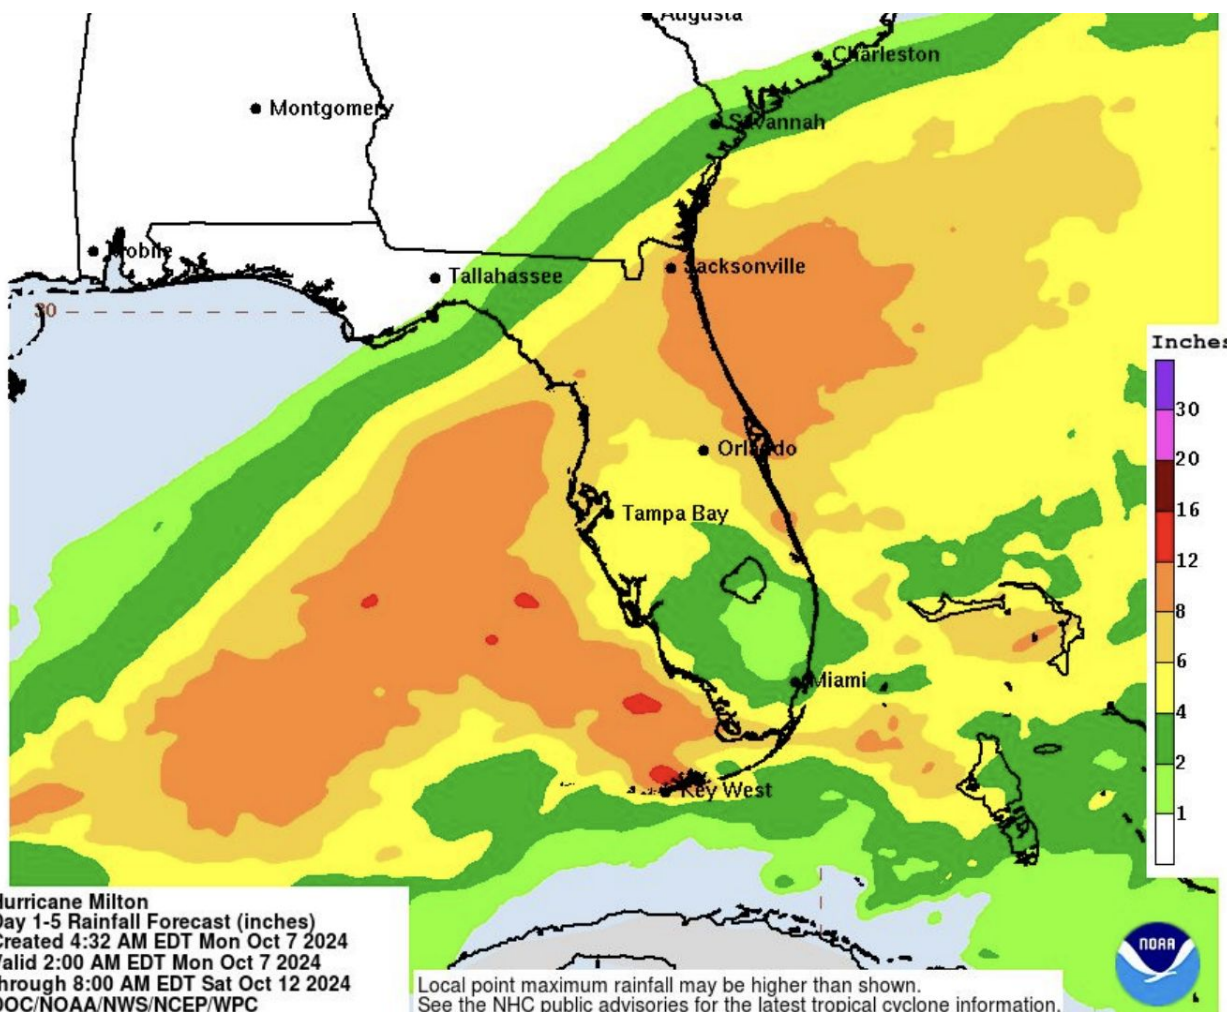 Augusta
Charleston
Montgomery
Savannah
Mobile
Jacksonville
Tallahassee
30
Inches
30
20
16
12
8
6
4
2
1
Orlando
Tampa Bay
Miami
Key West
Hurricane Milton
Day 1-5 Rainfall Forecast (inches)
Created 4:32 AM EDT Mon Oct 7 2024
Valid 2:00 AM EDT Mon Oct 7 2024
Through 8:00 AM EDT Sat Oct 12 2024
DOC/NOAA/NWS/NCEP/WPC
Local point maximum rainfall may be higher than shown.
See the NHC public advisories for the latest tropical cyclone information.
NOAA